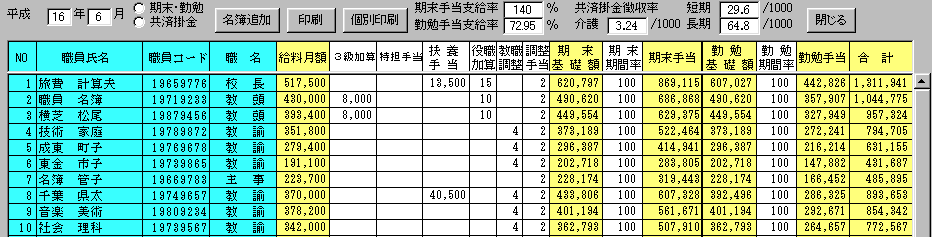 平成 16 年 6 月 期末・勤勉 共済掛金 名簿追加 印刷 個別印刷 期末手当支給率 140 % 勤勉手当支給率 72.95 % 共済掛金徴収率 介護 3.24 /1000 短期 29.6 /1000 長期 64.8 /1000 閉じる
NO 職員氏名 職員コード 職 名 給料月額 3級加算 特担手当 扶養手当 役職加算 教職調整 調整手当 期末基礎額 期末期間率 期末手当 勤勉基礎額 勤勉期間率 勤勉手当 合 計
1 旅費 計算夫 19659776 校 長 517,500 13,500 15 2 620,797 100 869,115 607,027 100 442,826 1,311,941
2 職員 名簿 19719233 教 頭 430,000 8,000 10 2 490,620 100 686,868 490,620 100 357,907 1,044,775
3 横芝 松尾 19879456 教 頭 393,400 8,000 10 2 449,554 100 629,375 449,554 100 327,949 957,324
4 技術 家庭 19789872 教 諭 351,800 4 2 373,189 100 522,464 373,189 100 272,241 794,705
5 成東 町子 19769678 教 諭 279,400 4 2 296,387 100 414,941 296,387 100 216,214 631,155
6 東金 市子 19739865 教 諭 191,100 4 2 202,718 100 283,805 202,718 100 147,882 431,687
7 名簿 管子 19669783 主 事 223,700 2 228,174 100 319,443 228,174 100 166,452 485,895
8 千葉 県太 19749657 教 諭 370,000 40,500 4 2 433,806 100 607,328 392,496 100 286,325 893,653
9 音楽 美術 19809234 教 諭 378,200 4 2 401,194 100 561,671 401,194 100 292,671 854,342
10 社会 理科 19739567 教 諭 342,000 4 2 362,793 100 507,910 362,793 100 264,657 772,567